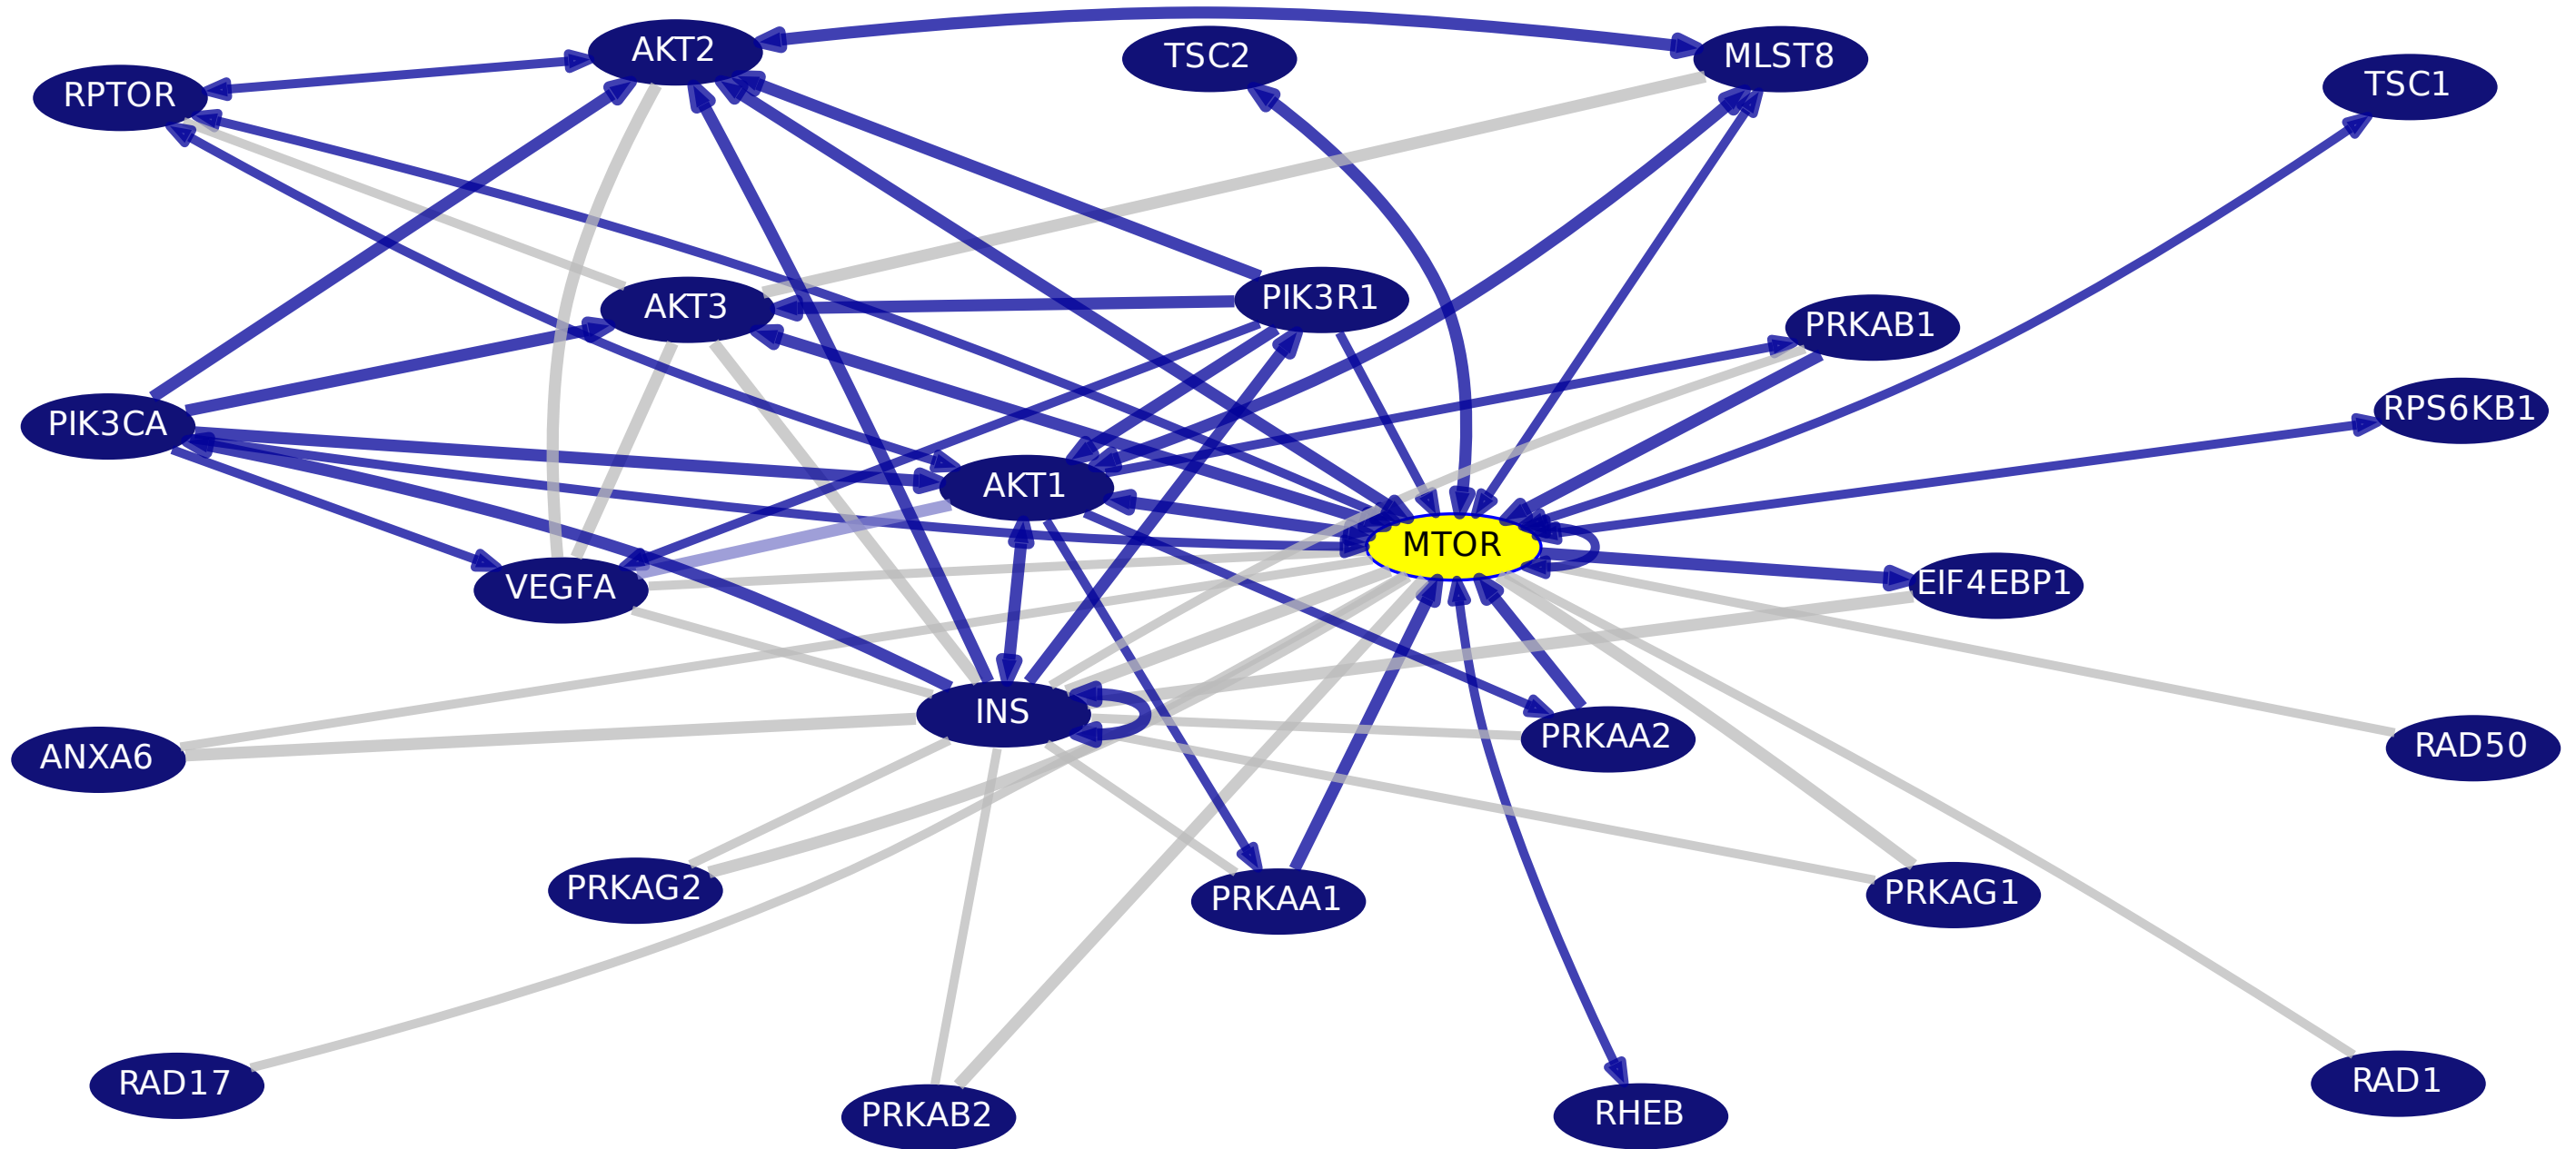 AKT2
TSC2
MLST8
RPTOR
TSC1
AKT3
PIK3R1
PRKAB1
PIK3CA
RPS6KB1
AKT1
MTOR
VEGFA
EIF4EBP1
INS
ANXA6
PRKAA2
RAD50
PRKAG2
PRKAA1
PRKAG1
RAD17
PRKAB2
RHEB
RAD1